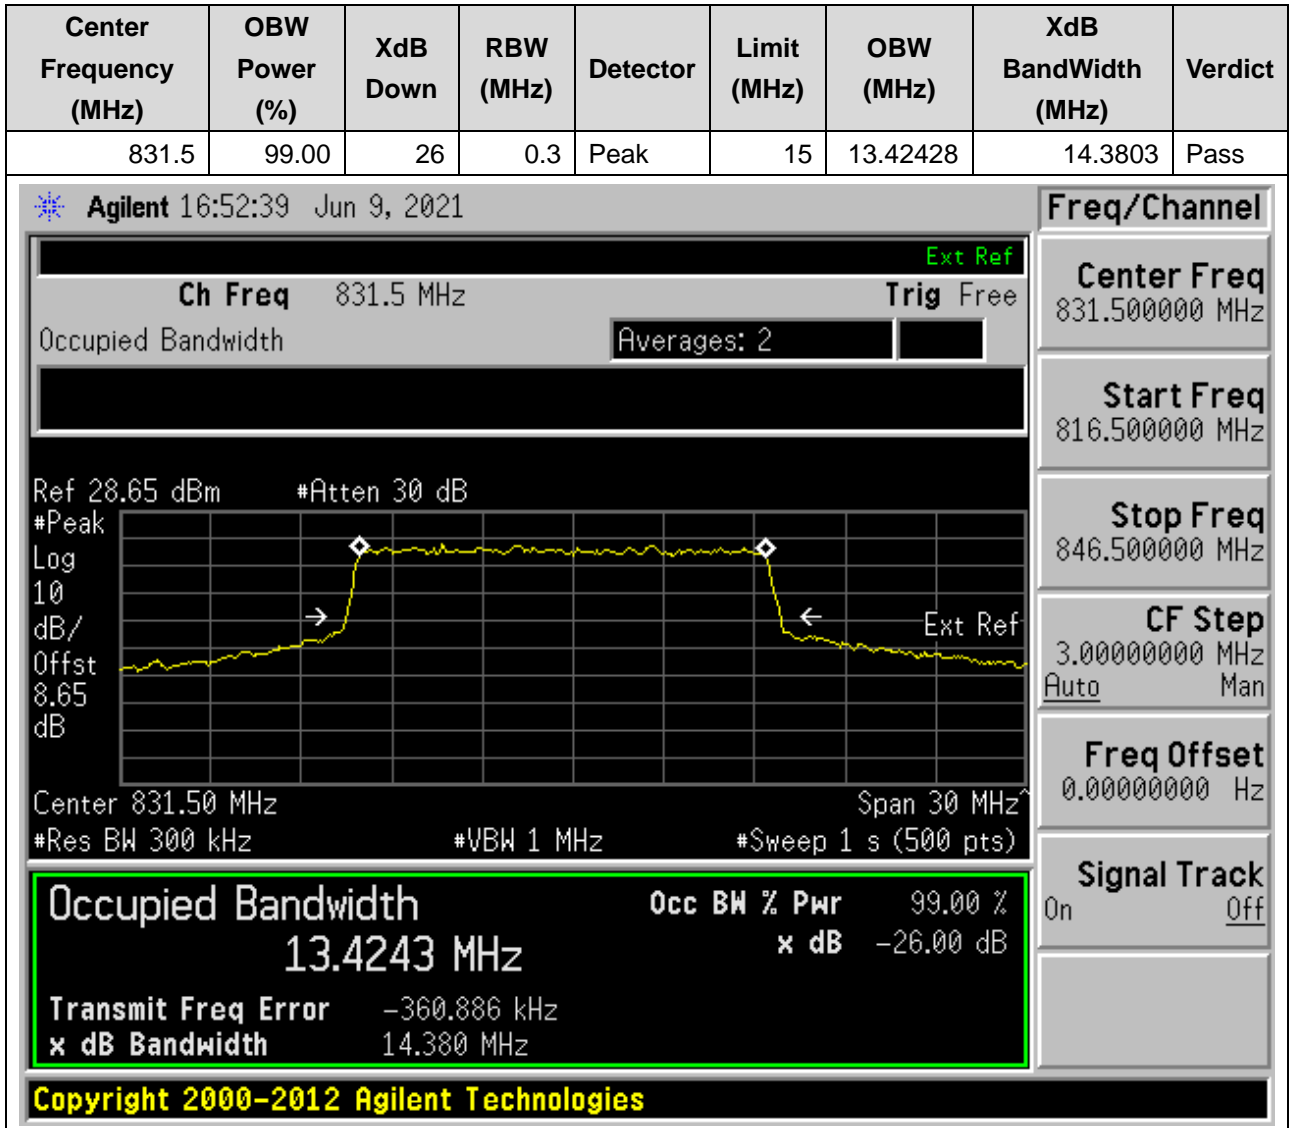 Center Frequency (MHz) OBW Power (%) XdB Down RBW (MHz) Detector Limit (MHz) OBW (MHz) XdB BandWidth (MHz) Verdict
831.5 99.00 26 0.3 Peak 15 13.42428 14.3803 Pass
Agilent 16:52:39 Jun 9, 2021
Freq/Channel
Ext Ref
Ch Freq 831.5 MHz Trig Free
Occupied Bandwidth Averages: 2
Center Freq
831.500000 MHz
Start Freq
816.500000 MHz
Stop Freq
846.500000 MHz
CF Step
3.00000000 MHz
Auto Man
Freq Offset
0.00000000 Hz
Signal Track
On Off
Ref 28.65 dBm #Atten 30 dB
#Peak
Log
10
dB/
Offst
8.65
dB
Ext Ref
Center 831.50 MHz Span 30 MHz^
#Res BW 300 kHz #VBW 1 MHz #Sweep 1 s (500 pts)
Occupied Bandwidth
13.4243 MHz
Occ BW % Pwr 99.00 %
x dB -26.00 dB
Transmit Freq Error -360.886 kHz
x dB Bandwidth 14.380 MHz
Copyright 2000-2012 Agilent Technologies